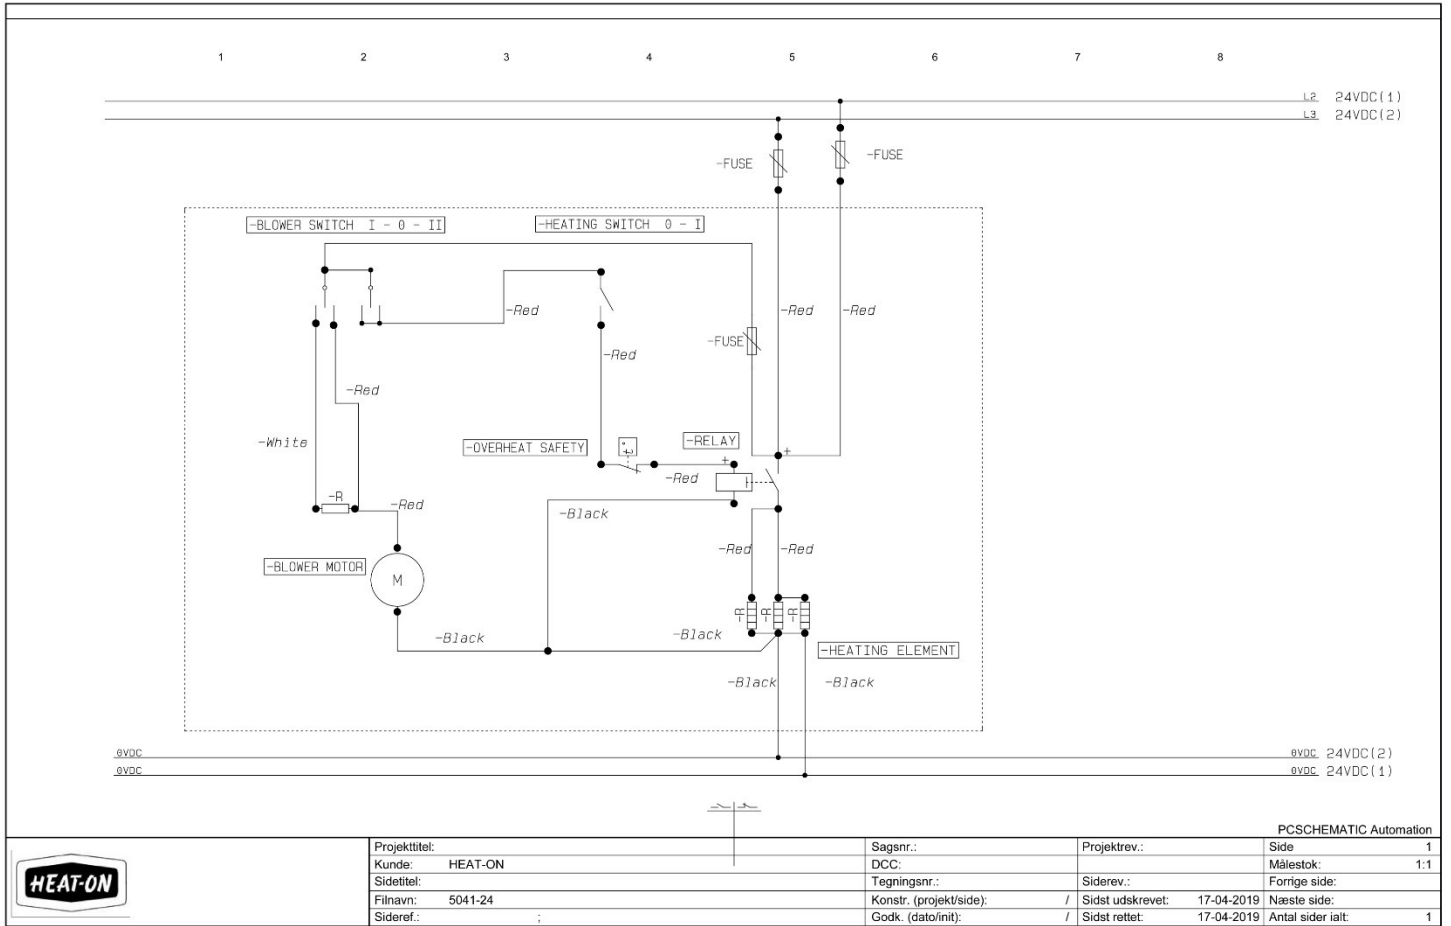 1 2 3 4 5 6 7 8
L2 24VDC(1)
L3 24VDC(2)
-FUSE -FUSE
-BLOWER SWITCH I - 0 - II -HEATING SWITCH 0 - I
-Red -Red -Red
-FUSE
-Red
-Red
-White
-OVERHEAT SAFETY t° -RELAY
+ +
-Red
-R -Red
-Black
-Red -Red
-BLOWER MOTOR
M
-R -R -R
-Black -Black
-HEATING ELEMENT
-Black -Black
0VDC 0VDC 24VDC(2)
0VDC 0VDC 24VDC(1)
PCSCHEMATIC Automation
HEAT-ON
Projekttitel: Sagsnr.: Projektrev.: Side 1
Kunde: HEAT-ON DCC: Målestok: 1:1
Sidetitel: Tegningsnr.: Siderev.: Forrige side:
Filnavn: 5041-24 Konstr. (projekt/side): / Sidst udskrevet: 17-04-2019 Næste side:
Sideref.: ; Godk. (dato/init): / Sidst rettet: 17-04-2019 Antal sider ialt: 1